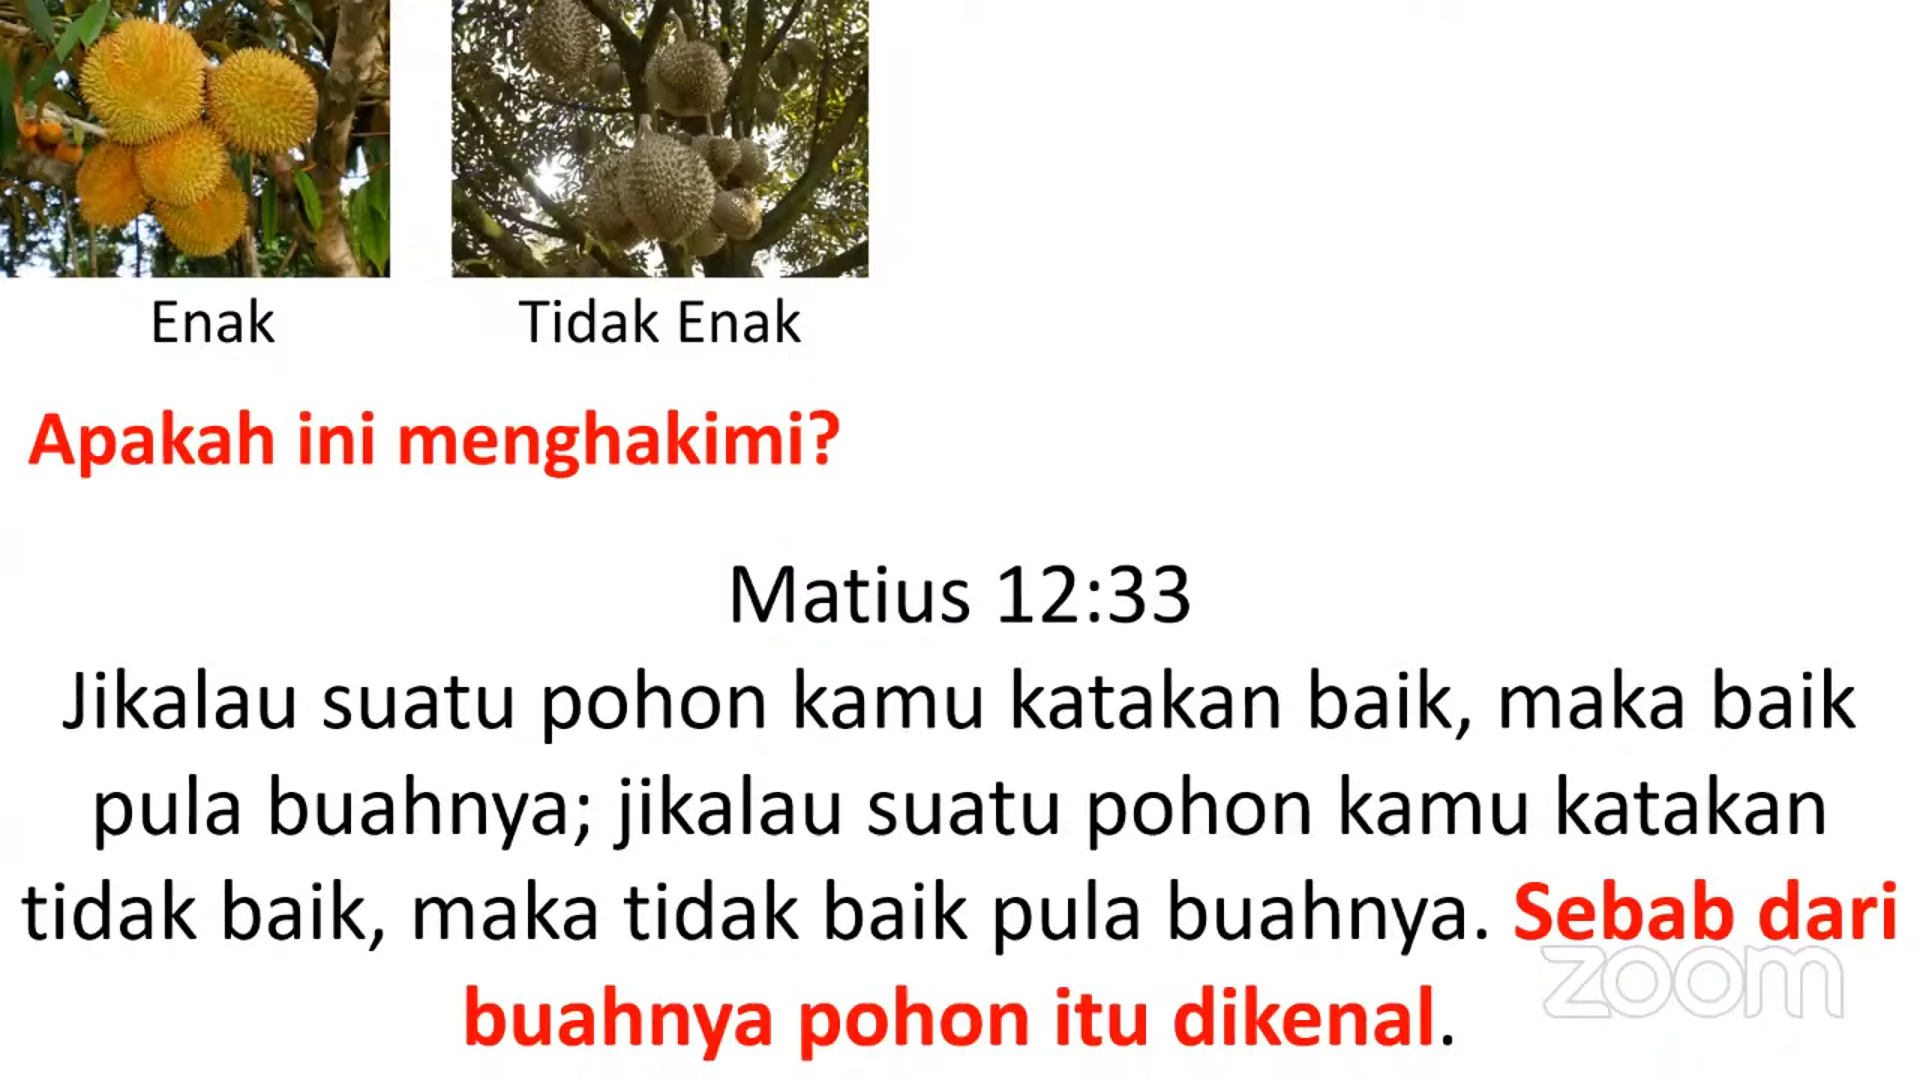 Enak
Tidak Enak
Apakah ini menghakimi?
Matius 12:33
Jikalau suatu pohon kamu katakan baik, maka baik
pula buahnya; jikalau suatu pohon kamu katakan
tidak baik, maka tidak baik pula buahnya. Sebab dari
buahnya pohon itu dikenal.
zoom